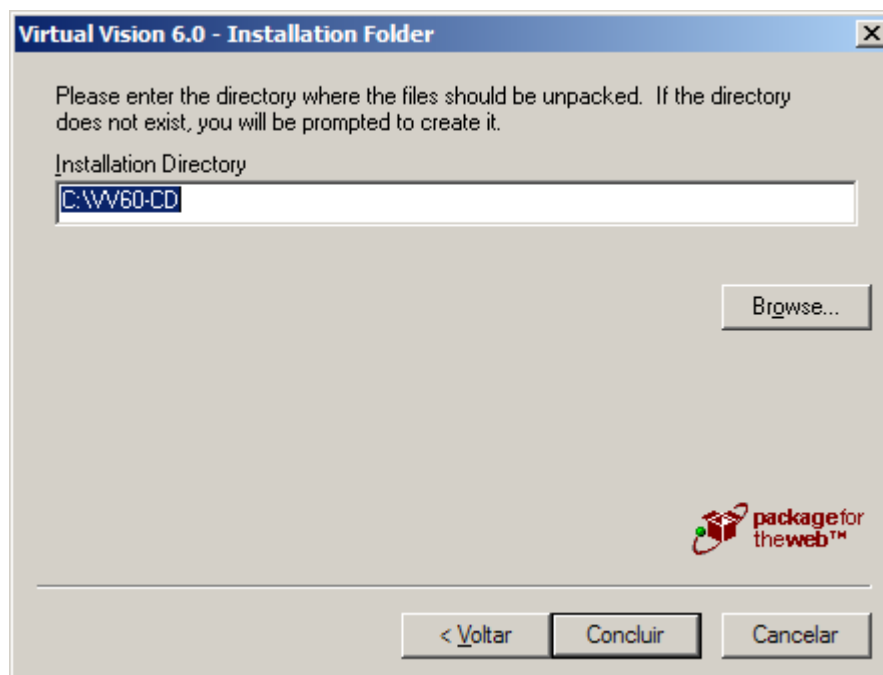 Virtual Vision 6.0 - Installation Folder
Please enter the directory where the files should be unpacked. If the directory
does not exist, you will be prompted to create it.
Installation Directory
C:\VV60-CD
Browse...
packagefor
theweb™
< Voltar
Concluir
Cancelar